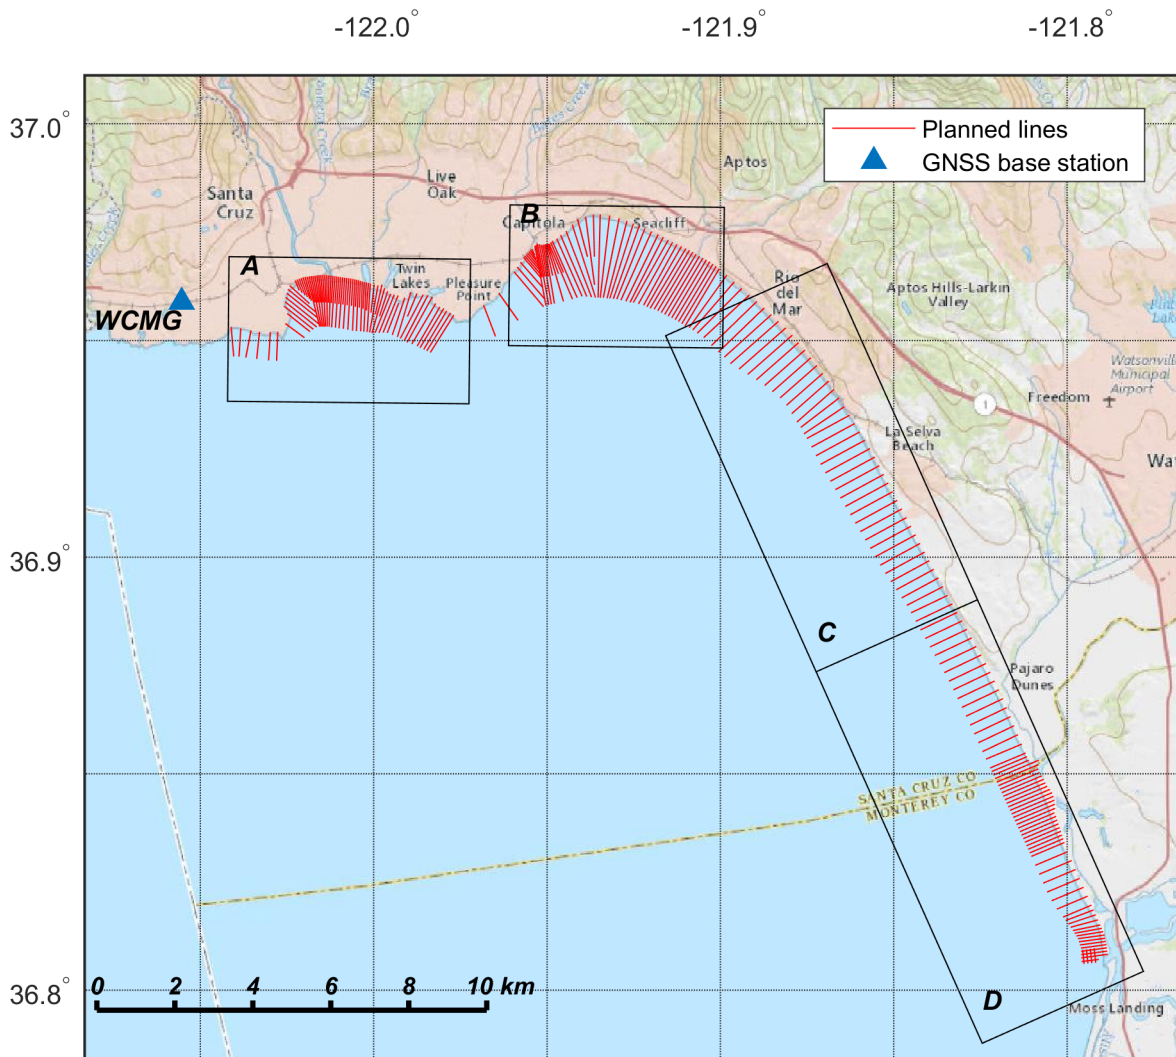 -122.0°
-121.9°
-121.8°
37.0°
36.9°
36.8°
Planned lines
GNSS base station
Aptos
Live
Oak
Santa
Cruz
B
Capitola
Seacliff
A
Twin
Lakes
Pleasure
Point
Rio
del
Mar
Aptos Hills-Larkin
Valley
WCMG
Watsonville
Municipal
Airport
Freedom
1
La Selva
Beach
Wat
C
Pajaro
Dunes
SANTA CRUZ CO
MONTEREY CO
0 2 4 6 8 10 km
D
Moss Landing